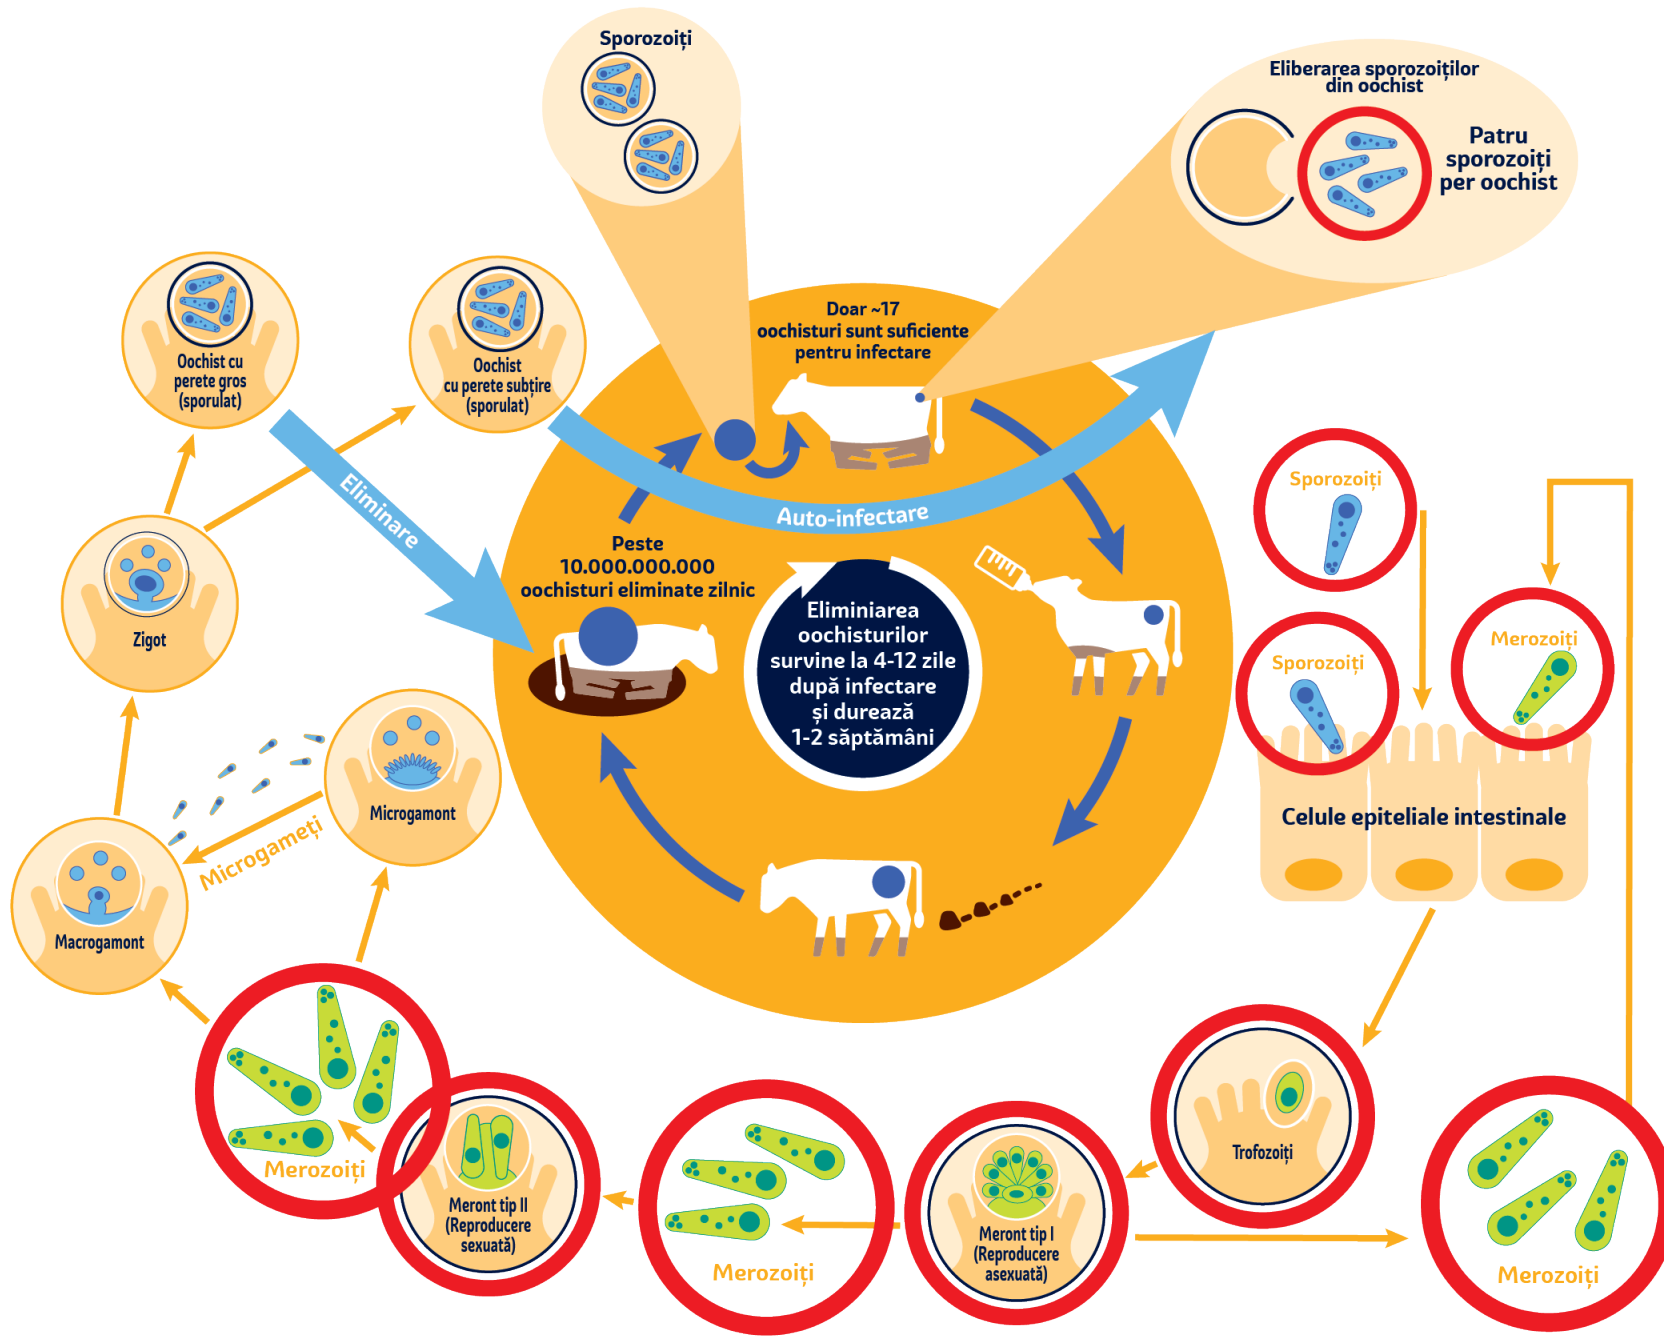 Sporozoiți
Eliberarea sporozoiților
din oochist
Patru
sporozoiți
per oochist
Oochist cu
perete gros
(sporulat)
Oochist
cu perete subțire
(sporulat)
Doar ~17
oochisturi sunt suficiente
pentru infectare
Eliminare
Auto-infectare
Peste
10.000.000.000
oochisturi eliminate zilnic
Eliminiarea
oochisturilor
survine la 4-12 zile
după infectare
și durează
1-2 săptămâni
Sporozoiți
Sporozoiți
Merozoiți
Celule epiteliale intestinale
Zigot
Microgamont
Microgameți
Macrogamont
Merozoiți
Meront tip II
(Reproducere
sexuată)
Merozoiți
Meront tip I
(Reproducere
asexuată)
Trofozoiți
Merozoiți